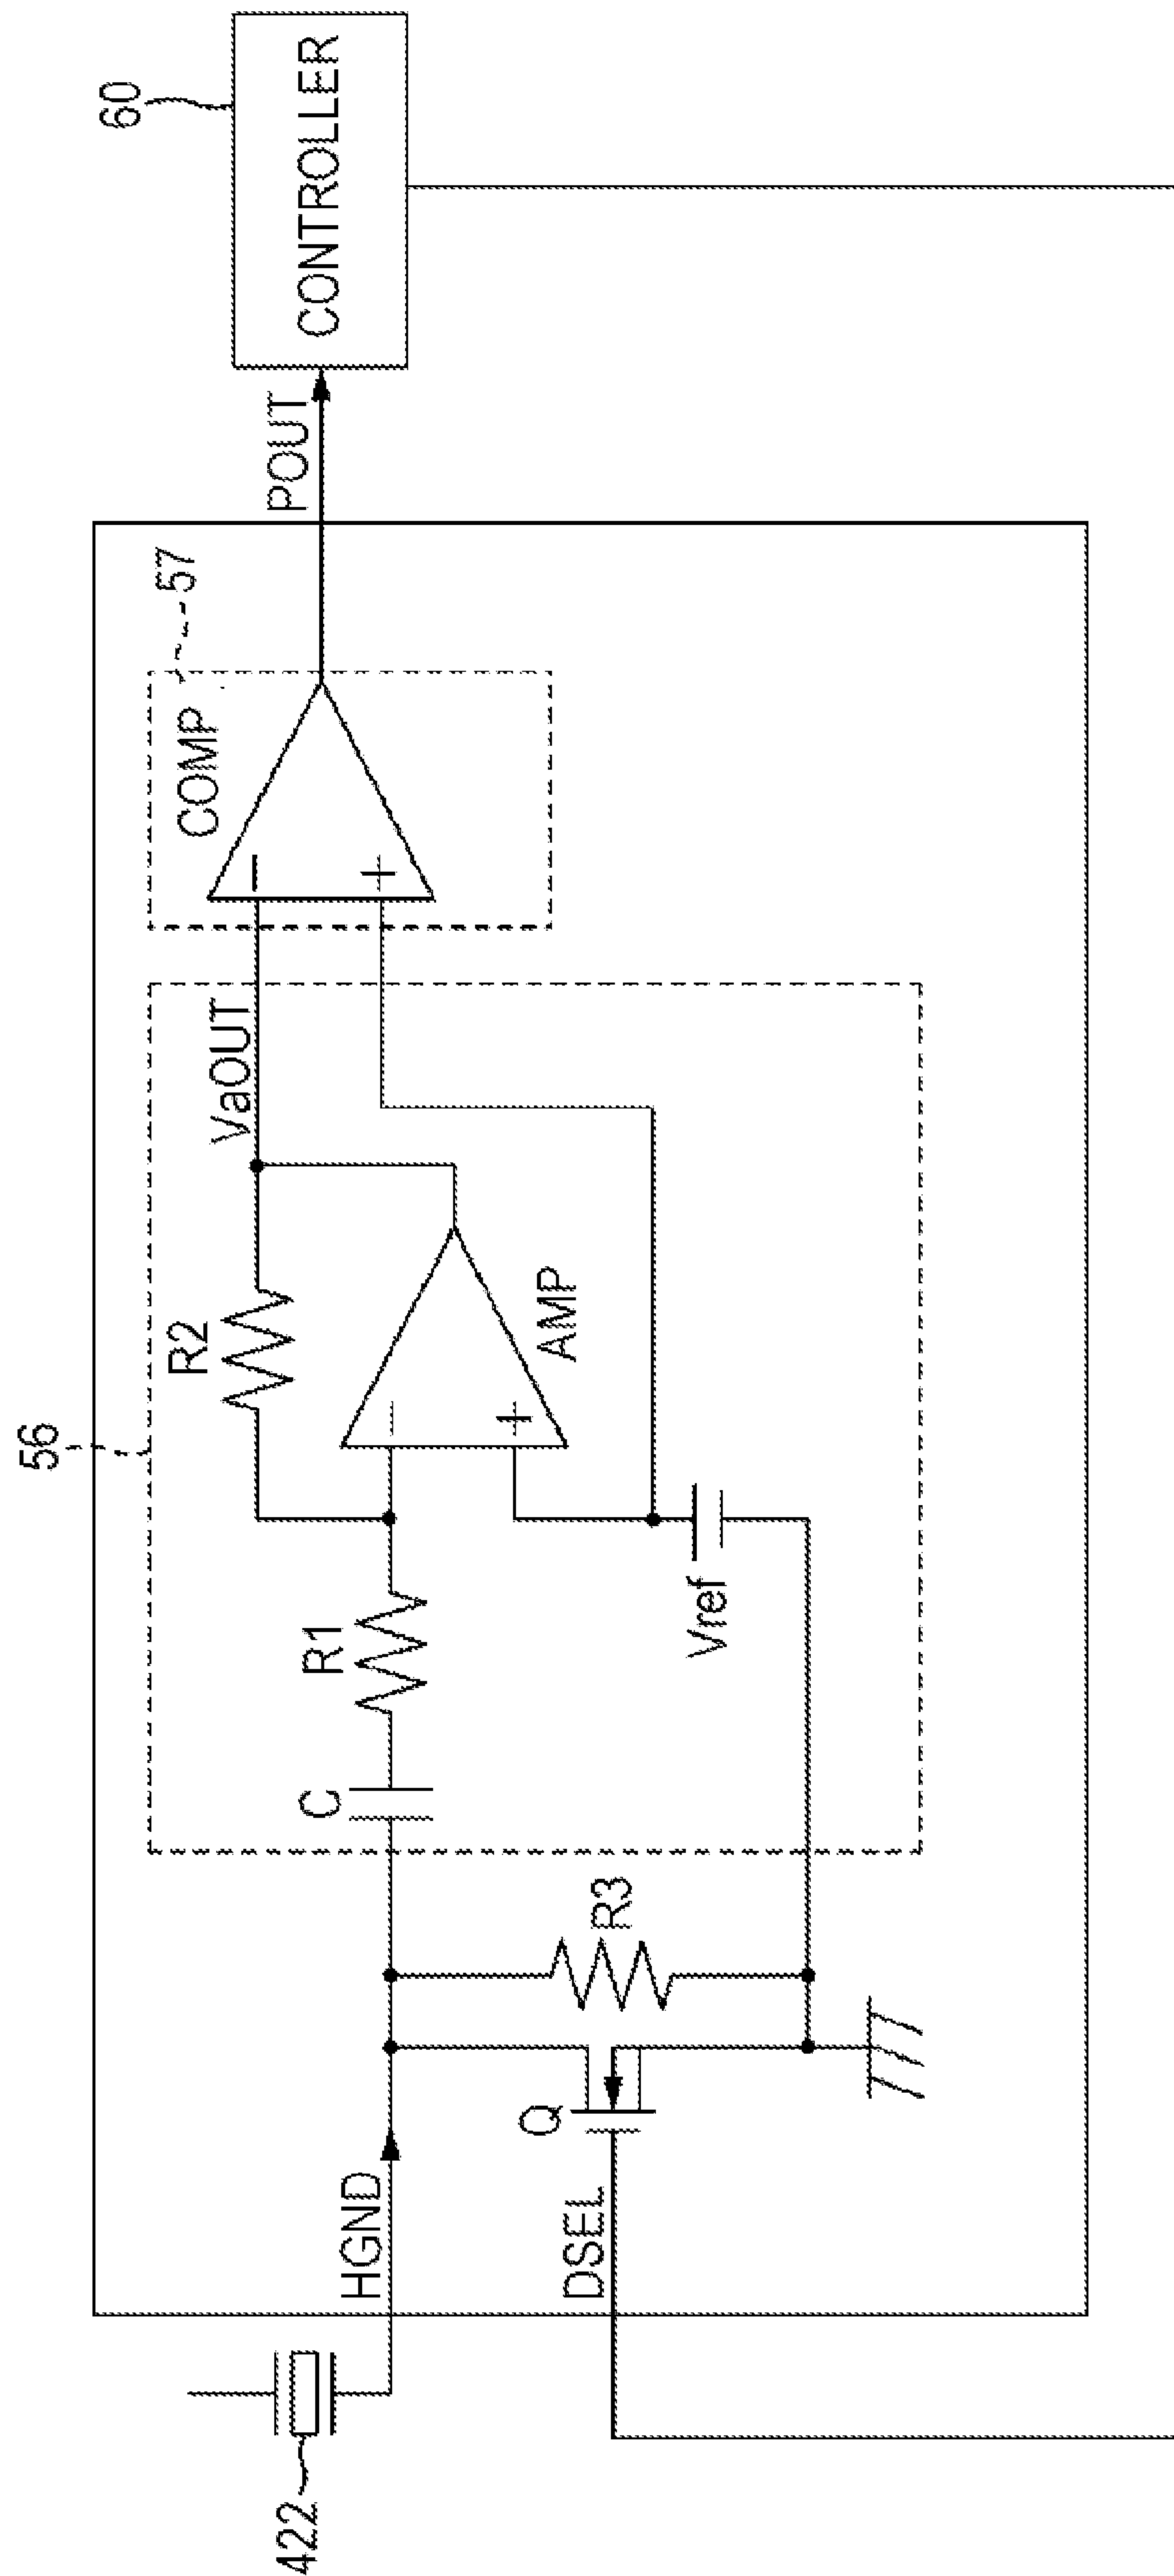 60
CONTROLLER
POUT
57
COMP
−
+
VaOUT
56
R2
AMP
−
+
R1
C
Vref
R3
HGND
Q
DSEL
422